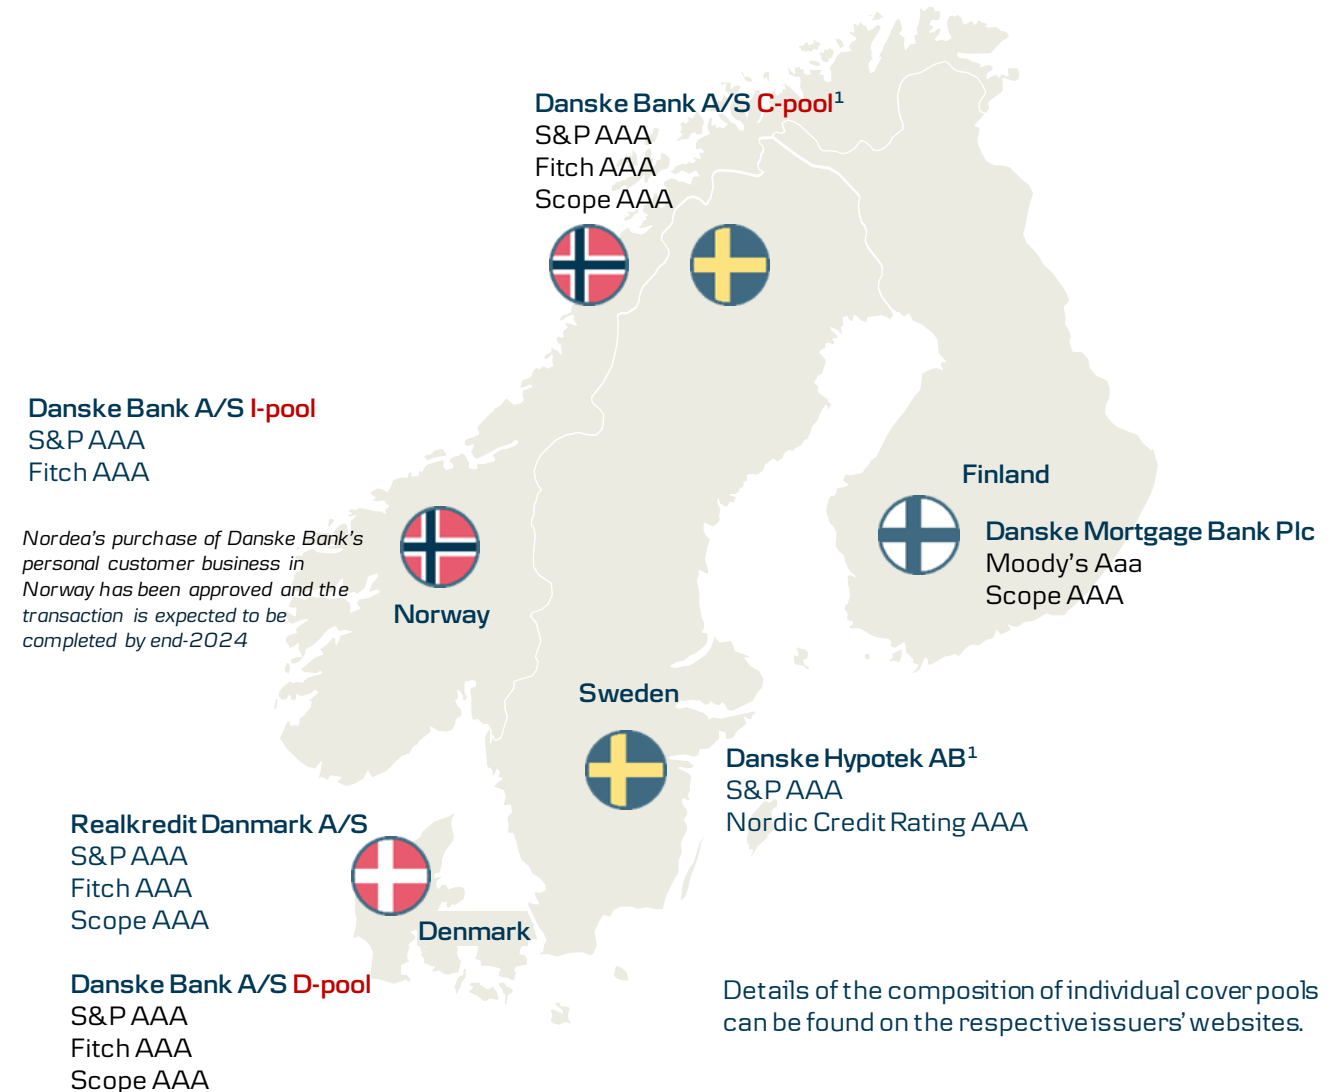 Danske Bank A/S C-pool¹
S&P AAA
Fitch AAA
Scope AAA
Danske Bank A/S I-pool
S&P AAA
Fitch AAA
Nordea’s purchase of Danske Bank’s
personal customer business in
Norway has been approved and the
transaction is expected to be
completed by end-2024
Norway
Finland
Danske Mortgage Bank Plc
Moody’s Aaa
Scope AAA
Sweden
Danske Hypotek AB¹
S&P AAA
Nordic Credit Rating AAA
Realkredit Danmark A/S
S&P AAA
Fitch AAA
Scope AAA
Denmark
Danske Bank A/S D-pool
S&P AAA
Fitch AAA
Scope AAA
Details of the composition of individual cover pools
can be found on the respective issuers’ websites.